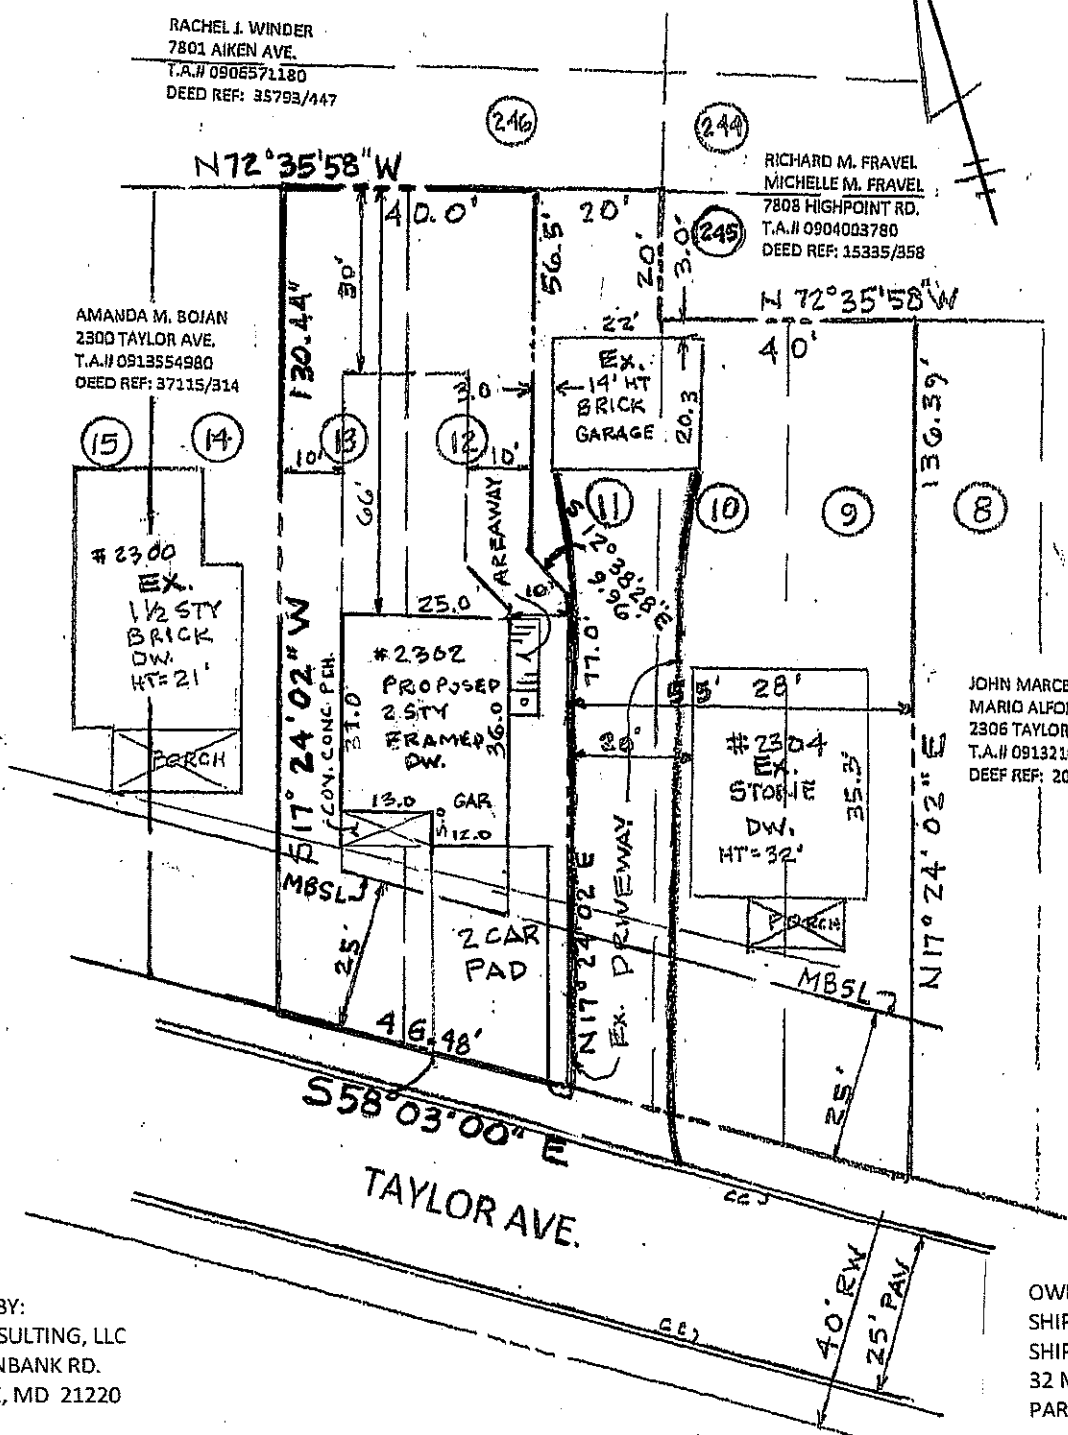 RACHEL J. WINDER
7801 AIKEN AVE.
T.A.# 0906571180
DEED REF: 35793/447
246
244
N72°35'58"W
RICHARD M. FRAVEL
MICHELLE M. FRAVEL
7808 HIGHPOINT RD.
T.A.# 0904003780
DEED REF: 15335/358
40.0'
20'
56.5'
20'
3.0'
245
30'
N 72°35'58"W
AMANDA M. BOJAN
2300 TAYLOR AVE.
T.A.# 0913554980
DEED REF: 37115/314
130.44"
22'
40'
EX.
14' HT
BRICK
GARAGE
20.3
136.39'
15
14
13
12
11
10
9
8
10'
10'
66'
AREAWAY
#2300
EX.
1 1/2 STY
BRICK
DW.
HT=21'
PORCH
25.0
10'
9.96'
77.0'
S17°24'02"W
COV. CONC. PCH.
31.0'
#2302
PROPOSED
2 STY
FRAMED
DW.
36.0
13.0
5.0
GAR
12.0
5'
28'
#2304
EX.
STONE
DW.
HT=32'
35.3'
PORCH
JOHN MARCE
MARIO ALFO
2306 TAYLOR
T.A.# 091321
DEEF REF: 20
N17°24'02"E
MBSL
25'
2 CAR
PAD
N17°24'02 E
EX. DRIVEWAY
MBSL
25'
46.48'
S58°03'00" E
TAYLOR AVE.
40' RW
25' PAV
BY:
SULTING, LLC
NBANK RD.
, MD 21220
OW
SHIP
SHIP
32 M
PAR